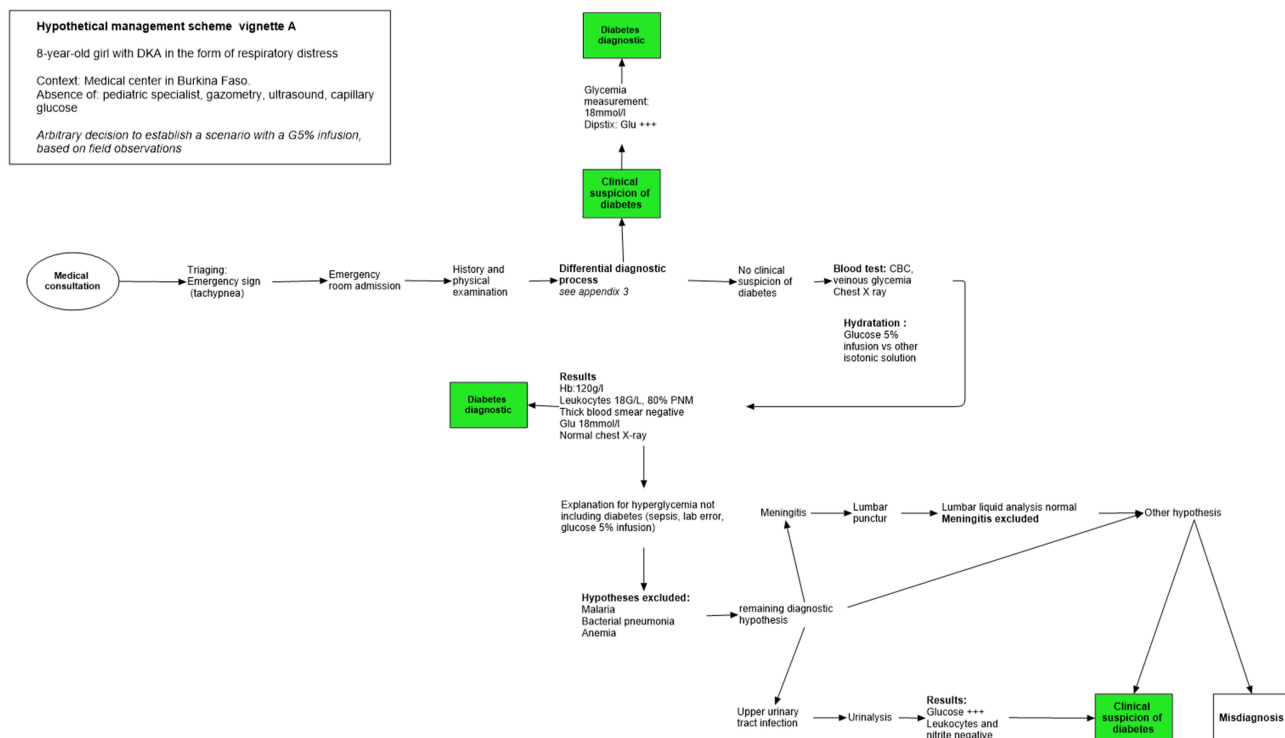 Hypothetical management scheme  vignette A
8-year-old girl with DKA in the form of respiratory distress
Context: Medical center in Burkina Faso.
Absence of: pediatric specialist, gazometry, ultrasound, capillary
glucose
Arbitrary decision to establish a scenario with a G5% infusion,
based on field observations
Diabetes
diagnostic
Glycemia
measurement:
18mmol/l
Dipstix: Glu +++
Clinical
suspicion of
diabetes
Medical
consultation
Triaging:
Emergency sign
(tachypnea)
Emergency
room admission
History and
physical
examination
Differential diagnostic
process
see appendix 3
No clinical
suspicion of
diabetes
Blood test: CBC,
veinous glycemia
Chest X ray
Hydratation :
Glucose 5%
infusion vs other
isotonic solution
Diabetes
diagnostic
Results
Hb:120g/l
Leukocytes 18G/L, 80% PNM
Thick blood smear negative
Glu 18mmol/l
Normal chest X-ray
Explanation for hyperglycemia not
including diabetes (sepsis, lab error,
glucose 5% infusion)
Meningitis
Lumbar
punctur
Lumbar liquid analysis normal
Meningitis excluded
Other hypothesis
Hypotheses excluded:
Malaria
Bacterial pneumonia
Anemia
remaining diagnostic
hypothesis
Upper urinary
tract infection
Urinalysis
Results:
Glucose +++
Leukocytes and
nitrite negative
Clinical
suspicion of
diabetes
Misdiagnosis